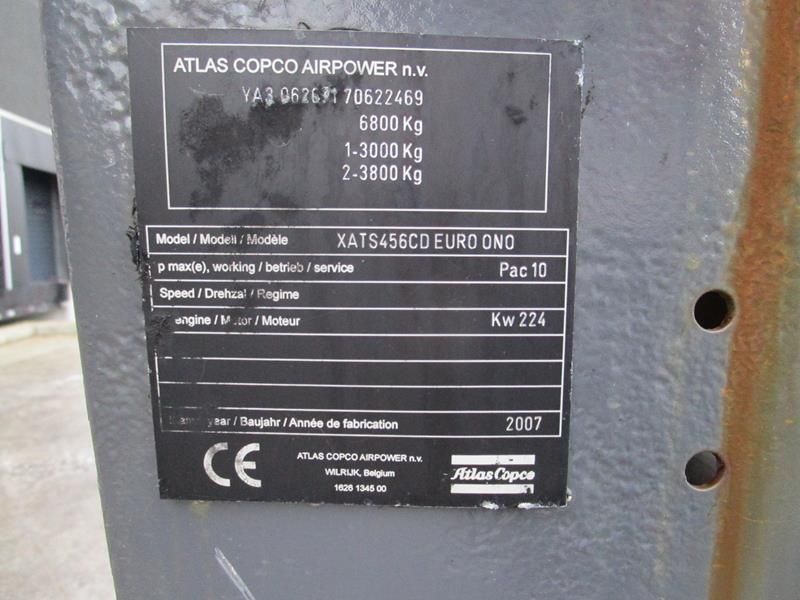 ATLAS COPCO AIRPOWER n.v.
70622469
6800 Kg
1-3000 Kg
2-3800 Kg
Model / Modell / Modèle XATS456CD EURO ONO
p max(e), working / betrieb / service Pac 10
Speed / Drehzal / Regime
engine / Motor / Moteur Kw 224
year / Baujahr / Année de fabrication 2007
CE
ATLAS COPCO AIRPOWER n.v.
WILRIJK, Belgium
1626 1345 00
Atlas Copco